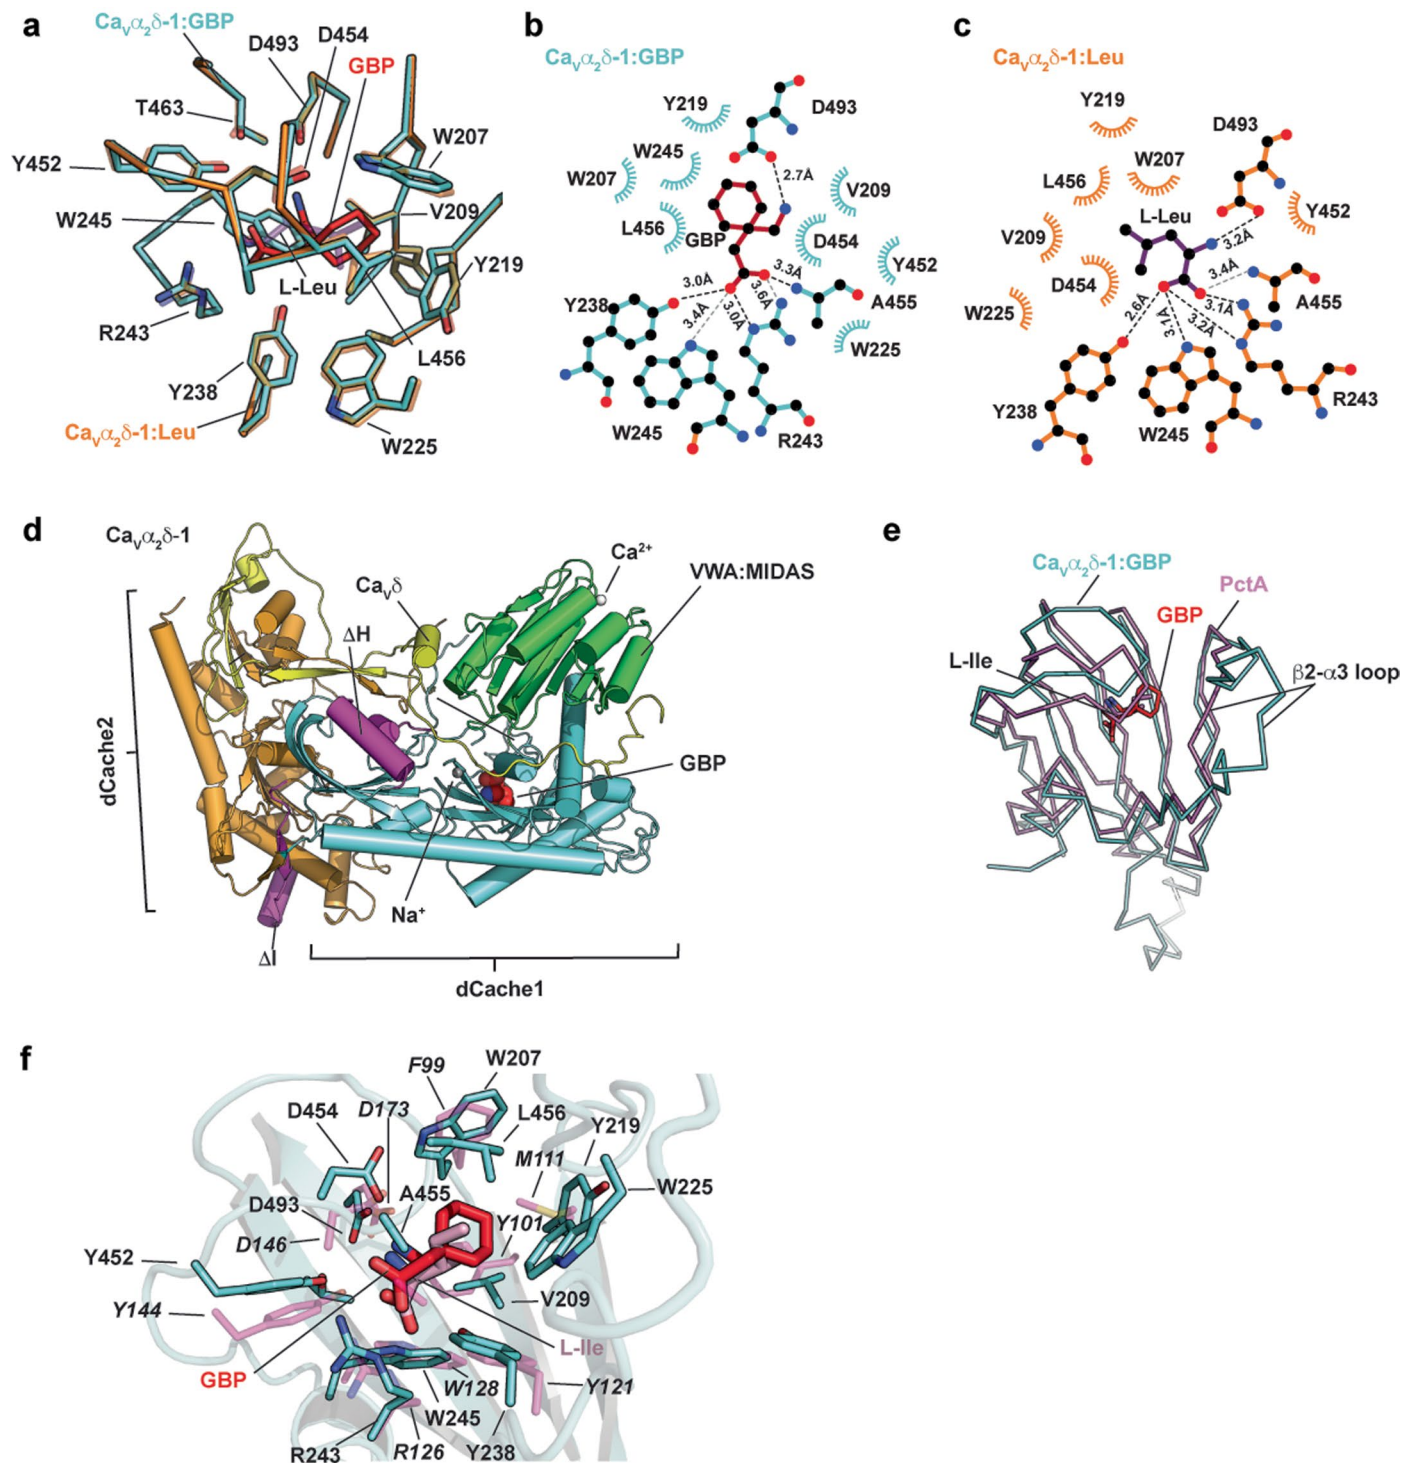 a
Caᵥα₂δ-1:GBP
D493
D454
GBP
T463
W207
Y452
W245
V209
L-Leu
Y219
R243
L456
Y238
Caᵥα₂δ-1:Leu
W225
b
Caᵥα₂δ-1:GBP
Y219
D493
W245
W207
2.7Å
V209
L456
GBP
D454
3.3Å
Y452
3.0Å
3.6Å
Y238
A455
3.4Å
3.0Å
W225
W245
R243
c
Caᵥα₂δ-1:Leu
Y219
D493
W207
L456
L-Leu
Y452
V209
3.2Å
D454
3.4Å
A455
W225
2.6Å
3.1Å
3.1Å
3.2Å
Y238
W245
R243
d
Caᵥα₂δ-1
Ca²⁺
VWA:MIDAS
Caᵥδ
ΔH
dCache2
GBP
Na⁺
ΔI
dCache1
e
Caᵥα₂δ-1:GBP
PctA
GBP
L-Ile
β2-α3 loop
f
F99
W207
D454
D173
L456
Y219
M111
W225
D493
A455
Y101
D146
Y452
V209
Y144
L-Ile
GBP
W128
Y121
W245
R243
R126
Y238